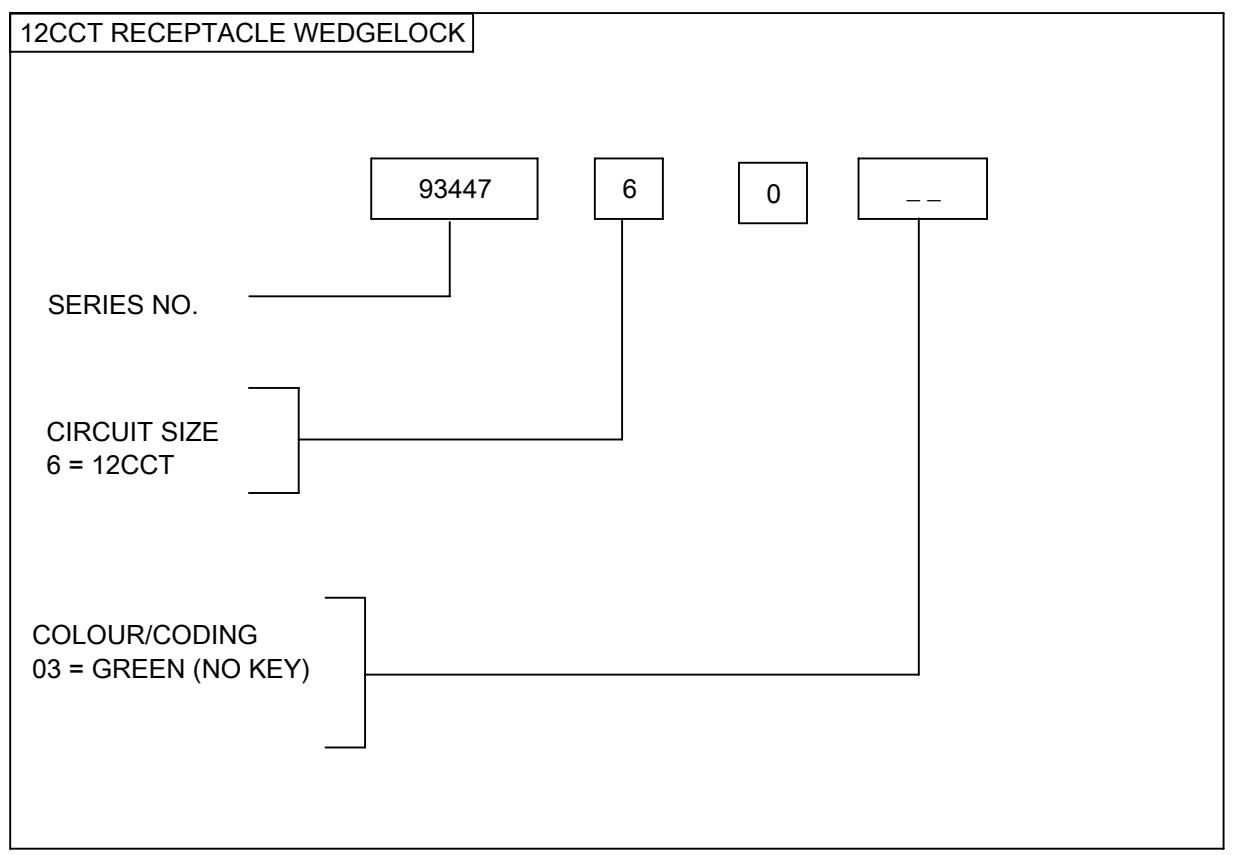 12CCT RECEPTACLE WEDGELOCK
93447 6 0 _ _
SERIES NO.
CIRCUIT SIZE
6 = 12CCT
COLOUR/CODING
03 = GREEN (NO KEY)